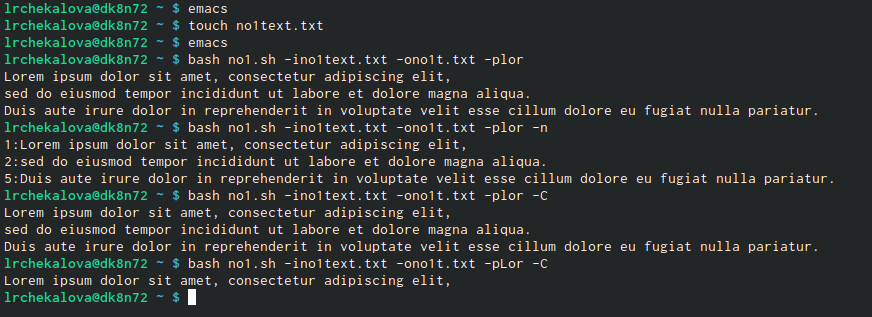 lrchekalova@dk8n72 ~ $ emacs
lrchekalova@dk8n72 ~ $ touch no1text.txt
lrchekalova@dk8n72 ~ $ emacs
lrchekalova@dk8n72 ~ $ bash no1.sh -ino1text.txt -ono1t.txt -plor
Lorem ipsum dolor sit amet, consectetur adipiscing elit,
sed do eiusmod tempor incididunt ut labore et dolore magna aliqua.
Duis aute irure dolor in reprehenderit in voluptate velit esse cillum dolore eu fugiat nulla pariatur.
lrchekalova@dk8n72 ~ $ bash no1.sh -ino1text.txt -ono1t.txt -plor -n
1:Lorem ipsum dolor sit amet, consectetur adipiscing elit,
2:sed do eiusmod tempor incididunt ut labore et dolore magna aliqua.
5:Duis aute irure dolor in reprehenderit in voluptate velit esse cillum dolore eu fugiat nulla pariatur.
lrchekalova@dk8n72 ~ $ bash no1.sh -ino1text.txt -ono1t.txt -plor -C
Lorem ipsum dolor sit amet, consectetur adipiscing elit,
sed do eiusmod tempor incididunt ut labore et dolore magna aliqua.
Duis aute irure dolor in reprehenderit in voluptate velit esse cillum dolore eu fugiat nulla pariatur.
lrchekalova@dk8n72 ~ $ bash no1.sh -ino1text.txt -ono1t.txt -pLor -C
Lorem ipsum dolor sit amet, consectetur adipiscing elit,
lrchekalova@dk8n72 ~ $